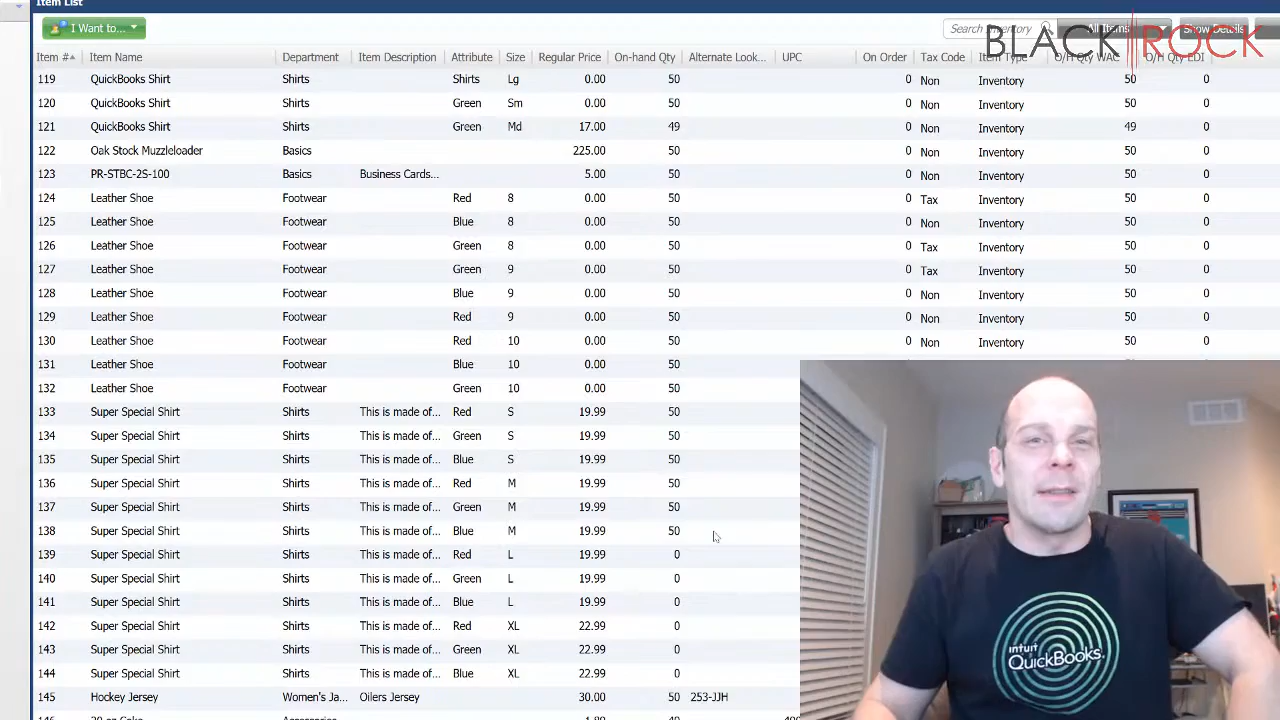 Item List
I Want to... Search Inventory All Items Show Details
BLACK ROCK
Item # Item Name Department Item Description Attribute Size Regular Price On-hand Qty Alternate Look... UPC On Order Tax Code Item Type O/H Qty WAC O/H Qty EDI
119 QuickBooks Shirt Shirts Shirts Lg 0.00 50 0 Non Inventory 50 0
120 QuickBooks Shirt Shirts Green Sm 0.00 50 0 Non Inventory 50 0
121 QuickBooks Shirt Shirts Green Md 17.00 49 0 Non Inventory 49 0
122 Oak Stock Muzzleloader Basics 225.00 50 0 Non Inventory 50 0
123 PR-STBC-2S-100 Basics Business Cards... 5.00 50 0 Non Inventory 50 0
124 Leather Shoe Footwear Red 8 0.00 50 0 Tax Inventory 50 0
125 Leather Shoe Footwear Blue 8 0.00 50 0 Non Inventory 50 0
126 Leather Shoe Footwear Green 8 0.00 50 0 Tax Inventory 50 0
127 Leather Shoe Footwear Green 9 0.00 50 0 Tax Inventory 50 0
128 Leather Shoe Footwear Blue 9 0.00 50 0 Non Inventory 50 0
129 Leather Shoe Footwear Red 9 0.00 50 0 Non Inventory 50 0
130 Leather Shoe Footwear Red 10 0.00 50 0 Non Inventory 50 0
131 Leather Shoe Footwear Blue 10 0.00 50
132 Leather Shoe Footwear Green 10 0.00 50
133 Super Special Shirt Shirts This is made of... Red S 19.99 50
134 Super Special Shirt Shirts This is made of... Green S 19.99 50
135 Super Special Shirt Shirts This is made of... Blue S 19.99 50
136 Super Special Shirt Shirts This is made of... Red M 19.99 50
137 Super Special Shirt Shirts This is made of... Green M 19.99 50
138 Super Special Shirt Shirts This is made of... Blue M 19.99 50
139 Super Special Shirt Shirts This is made of... Red L 19.99 0
140 Super Special Shirt Shirts This is made of... Green L 19.99 0
141 Super Special Shirt Shirts This is made of... Blue L 19.99 0
142 Super Special Shirt Shirts This is made of... Red XL 22.99 0
143 Super Special Shirt Shirts This is made of... Green XL 22.99 0
144 Super Special Shirt Shirts This is made of... Blue XL 22.99 0
145 Hockey Jersey Women's Ja... Oilers Jersey 30.00 50 253-JJH
intuit
QuickBooks.